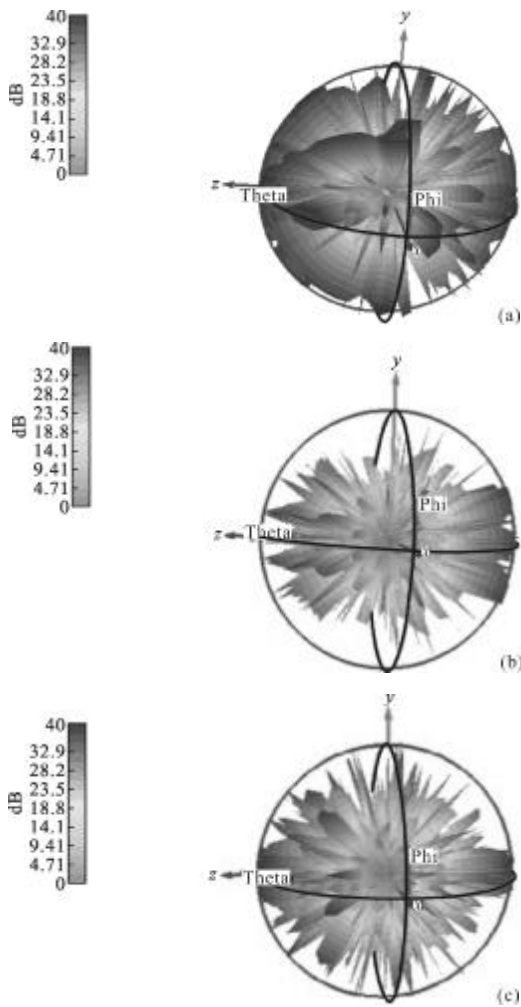 40
32.9
28.2
23.5
18.8
14.1
9.41
4.71
0
dB
y
z
Theta
Phi
(a)
40
32.9
28.2
23.5
18.8
14.1
9.41
4.71
0
dB
y
z
Theta
Phi
(b)
40
32.9
28.2
23.5
18.8
14.1
9.41
4.71
0
dB
y
z
Theta
Phi
(c)